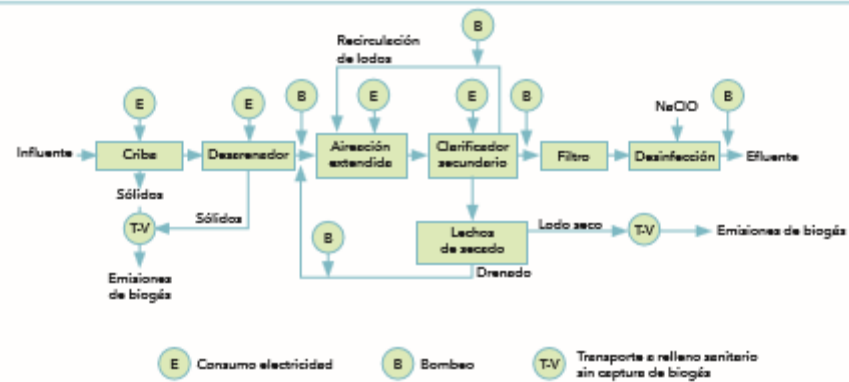 B
Recirculación
de lodos
E
E
B
E
E
B
NaClO
B
Influente
Criba
Desarenador
Aireación
extendida
Clarificador
secundario
Filtro
Desinfección
Efluente
Sólidos
Sólidos
T-V
B
Lechos
de secado
Lodo seco
T-V
Emisiones de biogás
Drenado
Emisiones
de biogás
E
Consumo electricidad
B
Bombeo
T-V
Transporte a relleno sanitario
sin captura de biogás